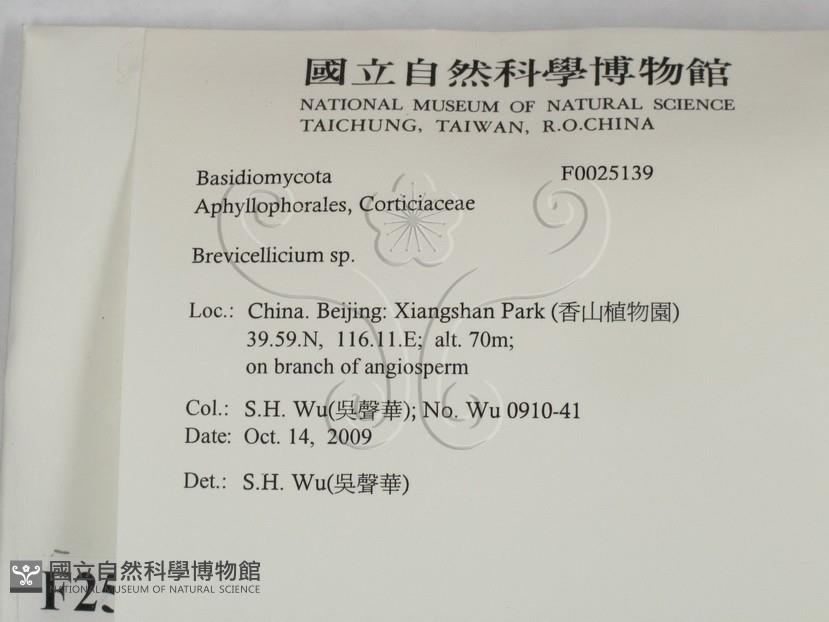 國立自然科學博物館
NATIONAL MUSEUM OF NATURAL SCIENCE
TAICHUNG, TAIWAN, R.O.CHINA
Basidiomycota F0025139
Aphyllophorales, Corticiaceae
Brevicellicium sp.
Loc.: China. Beijing: Xiangshan Park (香山植物園)
39.59.N, 116.11.E; alt. 70m;
on branch of angiosperm
Col.: S.H. Wu(吳聲華); No. Wu 0910-41
Date: Oct. 14, 2009
Det.: S.H. Wu(吳聲華)
國立自然科學博物館
NATIONAL MUSEUM OF NATURAL SCIENCE
F25